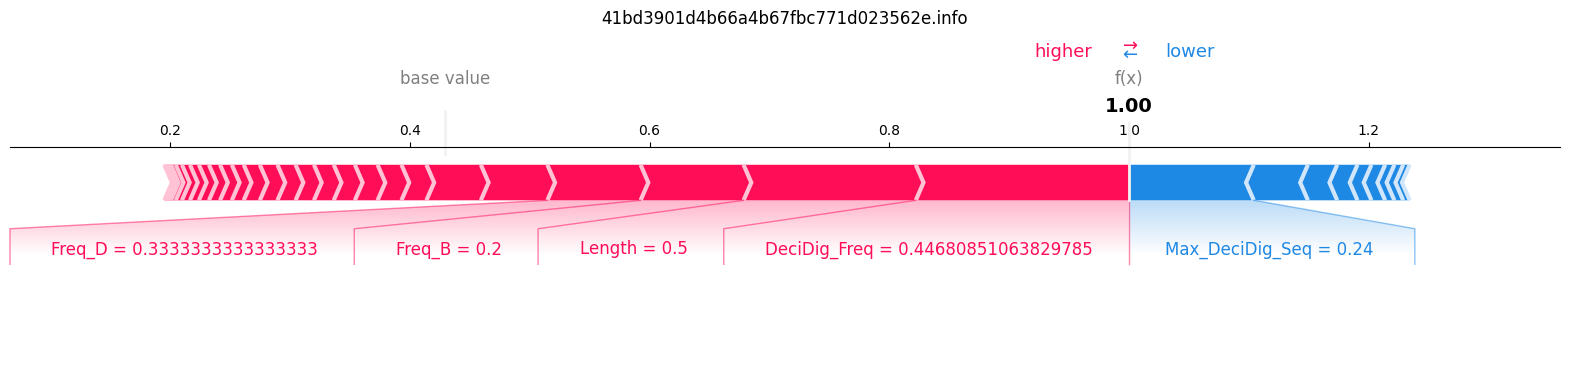 41bd3901d4b66a4b67fbc771d023562e.info
higher ⇄ lower
base value f(x)
1.00
0.2 0.4 0.6 0.8 1.0 1.2
Freq_D = 0.3333333333333333 Freq_B = 0.2 Length = 0.5 DeciDig_Freq = 0.44680851063829785 Max_DeciDig_Seq = 0.24